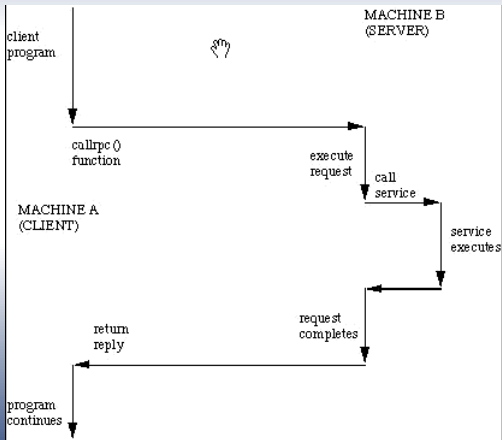 MACHINE B
(SERVER)
client
program
callrpc()
function
execute
request
call
service
MACHINE A
(CLIENT)
service
executes
request
completes
return
reply
program
continues